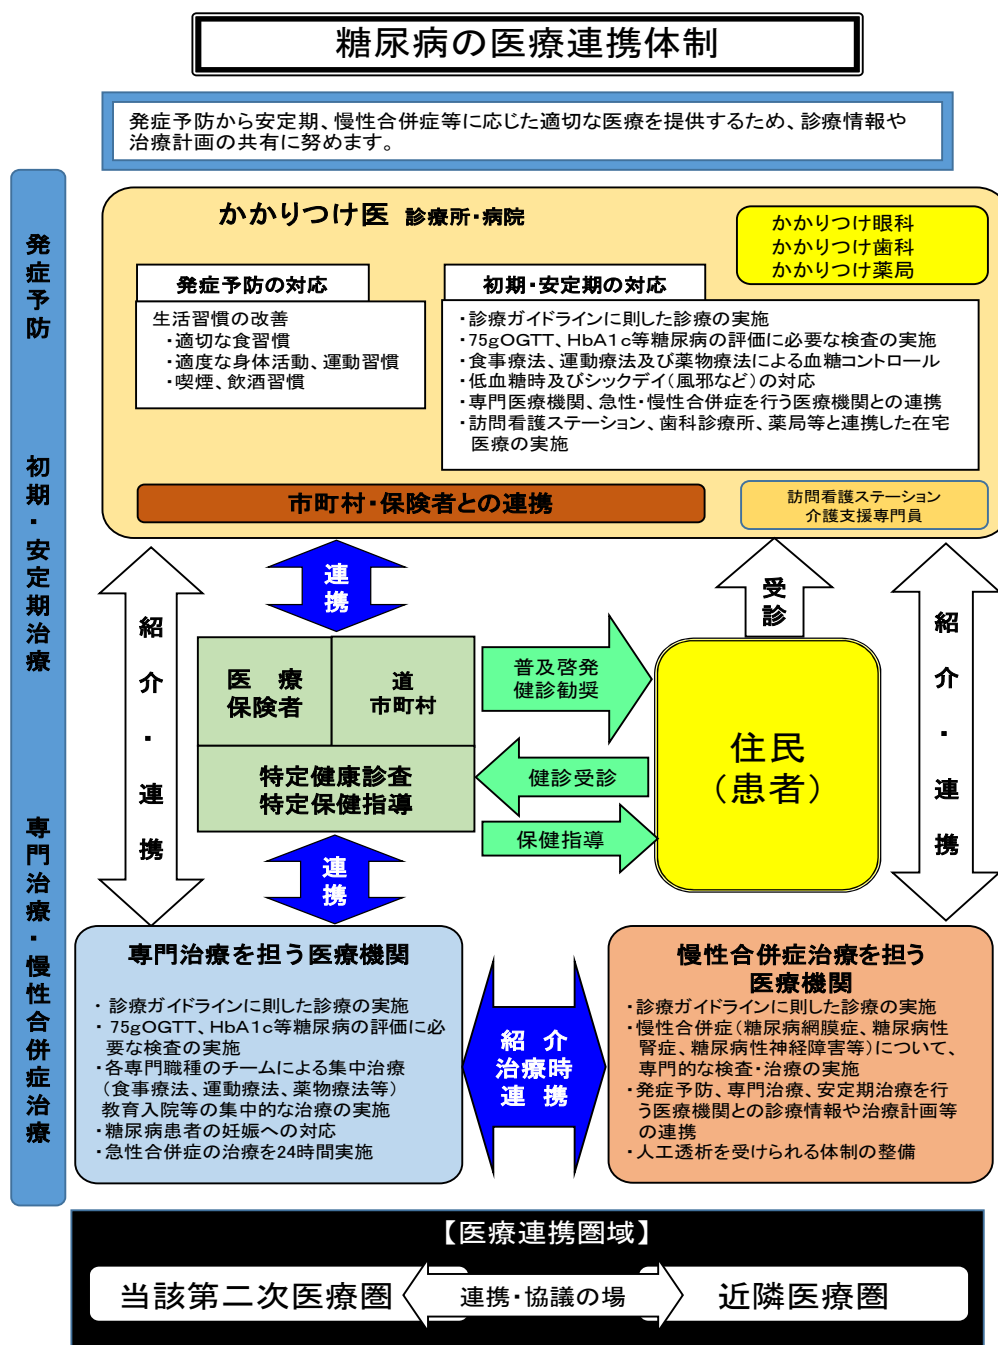 糖尿病の医療連携体制
発症予防から安定期、慢性合併症等に応じた適切な医療を提供するため、診療情報や
治療計画の共有に努めます。
発症予防
初期・安定期治療
専門治療・慢性合併症治療
かかりつけ医 診療所・病院
かかりつけ眼科
かかりつけ歯科
かかりつけ薬局
発症予防の対応
生活習慣の改善
・適切な食習慣
・適度な身体活動、運動習慣
・喫煙、飲酒習慣
初期・安定期の対応
・診療ガイドラインに則した診療の実施
・75gOGTT、HbA1c等糖尿病の評価に必要な検査の実施
・食事療法、運動療法及び薬物療法による血糖コントロール
・低血糖時及びシックデイ(風邪など)の対応
・専門医療機関、急性・慢性合併症を行う医療機関との連携
・訪問看護ステーション、歯科診療所、薬局等と連携した在宅
医療の実施
市町村・保険者との連携
訪問看護ステーション
介護支援専門員
紹介・連携
連携
受診
紹介・連携
医療
保険者
道
市町村
特定健康診査
特定保健指導
普及啓発
健診勧奨
健診受診
保健指導
住民
(患者)
連携
専門治療を担う医療機関
・ 診療ガイドラインに則した診療の実施
・ 75gOGTT、HbA1c等糖尿病の評価に必
要な検査の実施
・各専門職種のチームによる集中治療
(食事療法、運動療法、薬物療法等)
教育入院等の集中的な治療の実施
・糖尿病患者の妊娠への対応
・急性合併症の治療を24時間実施
紹介
治療時
連携
慢性合併症治療を担う
医療機関
・診療ガイドラインに則した診療の実施
・慢性合併症(糖尿病網膜症、糖尿病性
腎症、糖尿病性神経障害等)について、
専門的な検査・治療の実施
・発症予防、専門治療、安定期治療を行
う医療機関との診療情報や治療計画等
の連携
・人工透析を受けられる体制の整備
【医療連携圏域】
当該第二次医療圏
連携・協議の場
近隣医療圏